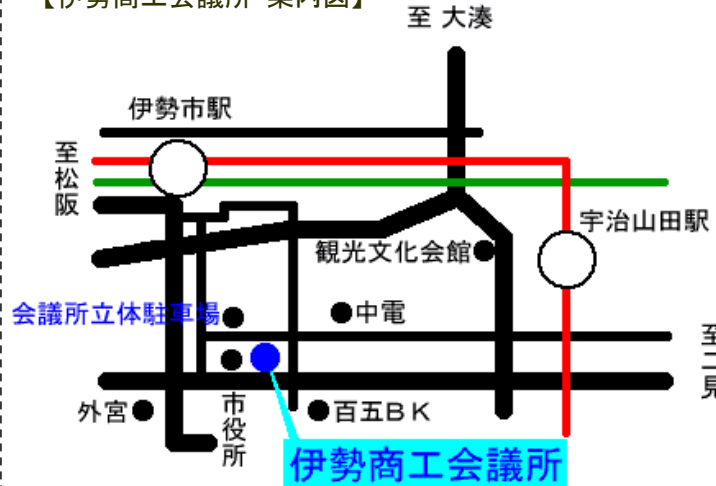 【伊勢商工会議所 案内図】
至 大湊
伊勢市駅
至松阪
宇治山田駅
観光文化会館
会議所立体駐車場
中電
至二見
外宮
市役所
百五BK
伊勢商工会議所